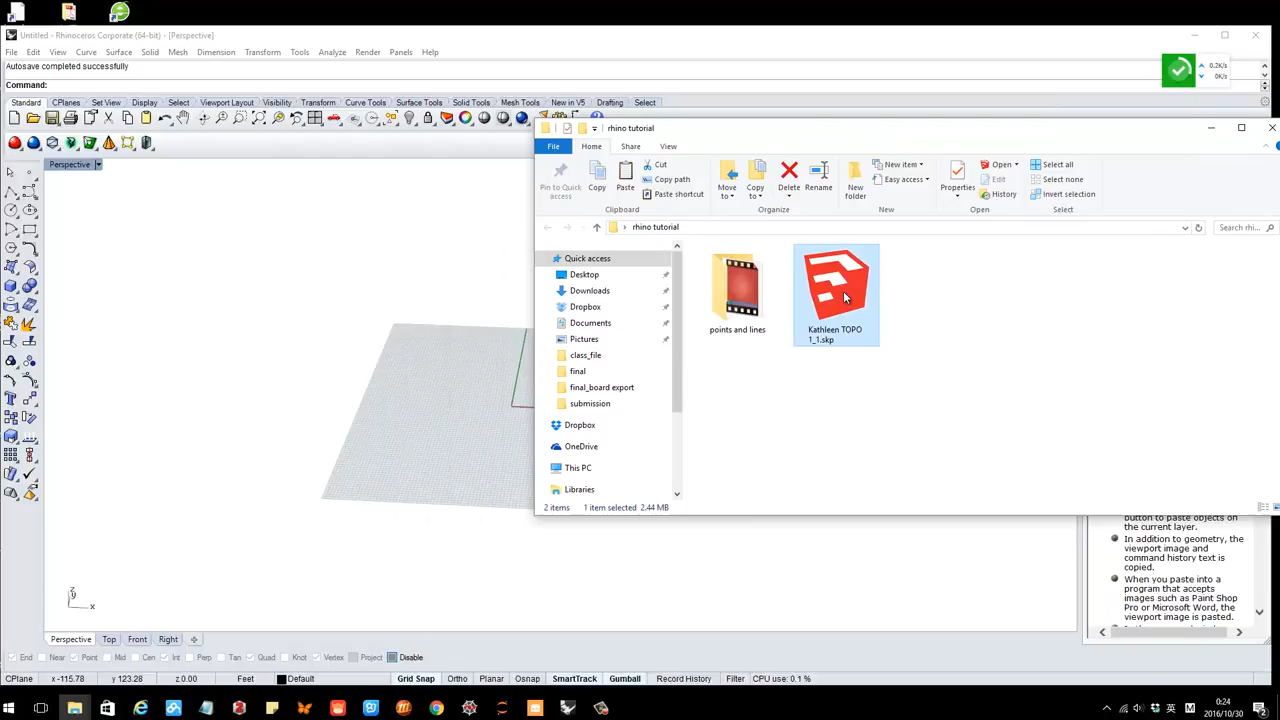 Untitled - Rhinoceros Corporate (64-bit) - [Perspective]
File Edit View Curve Surface Solid Mesh Dimension Transform Tools Analyze Render Panels Help
Autosave completed successfully
0.2K/s
0K/s
Command:
Standard CPlanes Set View Display Select Viewport Layout Visibility Transform Curve Tools Surface Tools Solid Tools Mesh Tools New in V5 Drafting Select
Perspective
rhino tutorial
File Home Share View
Pin to Quick access
Copy
Paste
Cut
Copy path
Paste shortcut
Clipboard
Move to
Copy to
Delete
Rename
Organize
New folder
New item
Easy access
New
Properties
Open
Edit
History
Open
Select all
Select none
Invert selection
Select
rhino tutorial
Search rhi...
Quick access
Desktop
Downloads
Dropbox
Documents
Pictures
class_file
final
final_board export
submission
Dropbox
OneDrive
This PC
Libraries
points and lines
Kathleen TOPO
1_1.skp
2 items 1 item selected 2.44 MB
button to paste objects on
the current layer.
In addition to geometry, the
viewport image and
command history text is
copied.
When you paste into a
program that accepts
images such as Paint Shop
Pro or Microsoft Word, the
viewport image is pasted.
z
y
x
Perspective Top Front Right
End Near Point Mid Cen Int Perp Tan Quad Knot Vertex Project Disable
CPlane x -115.78 y 123.28 z 0.00 Feet Default Grid Snap Ortho Planar Osnap SmartTrack Gumball Record History Filter CPU use: 0.1 %
英
0:24
2016/10/30
2